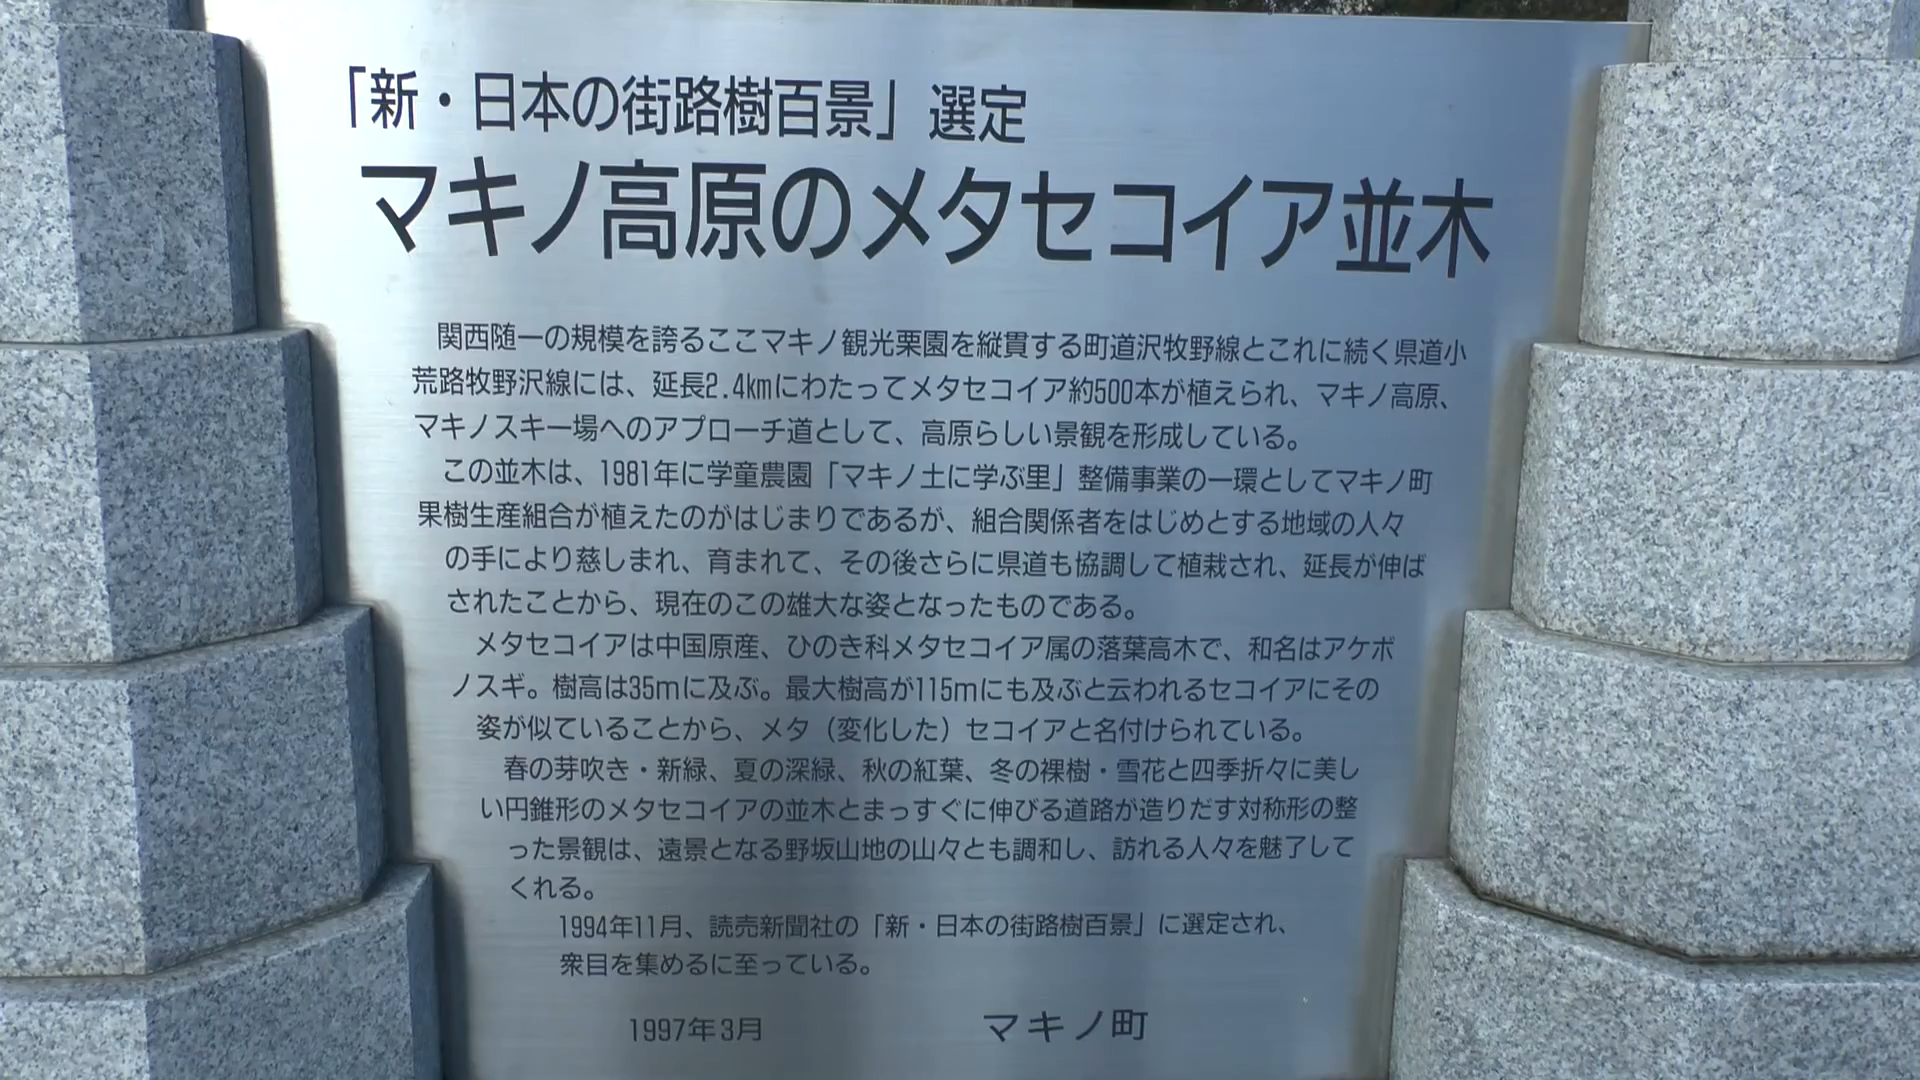 「新・日本の街路樹百景」選定
マキノ高原のメタセコイア並木
関西随一の規模を誇るここマキノ観光栗園を縦貫する町道沢牧野線とこれに続く県道小
荒路牧野沢線には、延長2.4kmにわたってメタセコイア約500本が植えられ、マキノ高原、
マキノスキー場へのアプローチ道として、高原らしい景観を形成している。
この並木は、1981年に学童農園「マキノ土に学ぶ里」整備事業の一環としてマキノ町
果樹生産組合が植えたのがはじまりであるが、組合関係者をはじめとする地域の人々
の手により慈しまれ、育まれて、その後さらに県道も協調して植栽され、延長が伸ば
されたことから、現在のこの雄大な姿となったものである。
メタセコイアは中国原産、ひのき科メタセコイア属の落葉高木で、和名はアケボ
ノスギ。樹高は35mに及ぶ。最大樹高が115mにも及ぶと云われるセコイアにその
姿が似ていることから、メタ（変化した）セコイアと名付けられている。
春の芽吹き・新緑、夏の深緑、秋の紅葉、冬の裸樹・雪花と四季折々に美し
い円錐形のメタセコイアの並木とまっすぐに伸びる道路が造りだす対称形の整
った景観は、遠景となる野坂山地の山々とも調和し、訪れる人々を魅了して
くれる。
1994年11月、読売新聞社の「新・日本の街路樹百景」に選定され、
衆目を集めるに至っている。
1997年3月 マキノ町